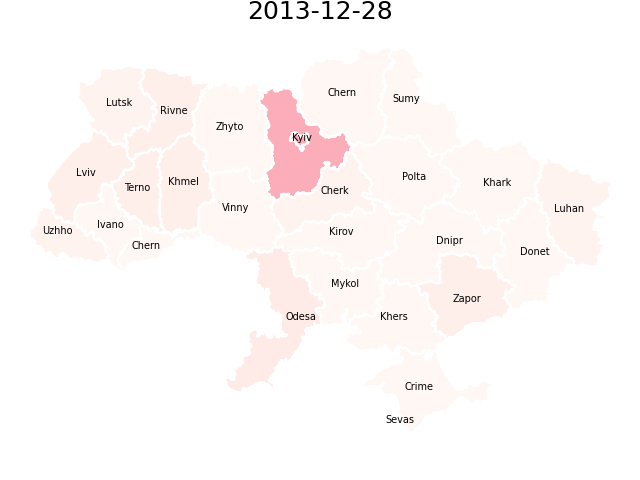 2013-12-28
Chern
Sumy
Lutsk
Rivne
Zhyto
Kyiv
Lviv
Terno
Khmel
Cherk
Polta
Khark
Luhan
Vinny
Ivano
Uzhho
Chern
Kirov
Dnipr
Donet
Mykol
Zapor
Odesa
Khers
Crime
Sevas